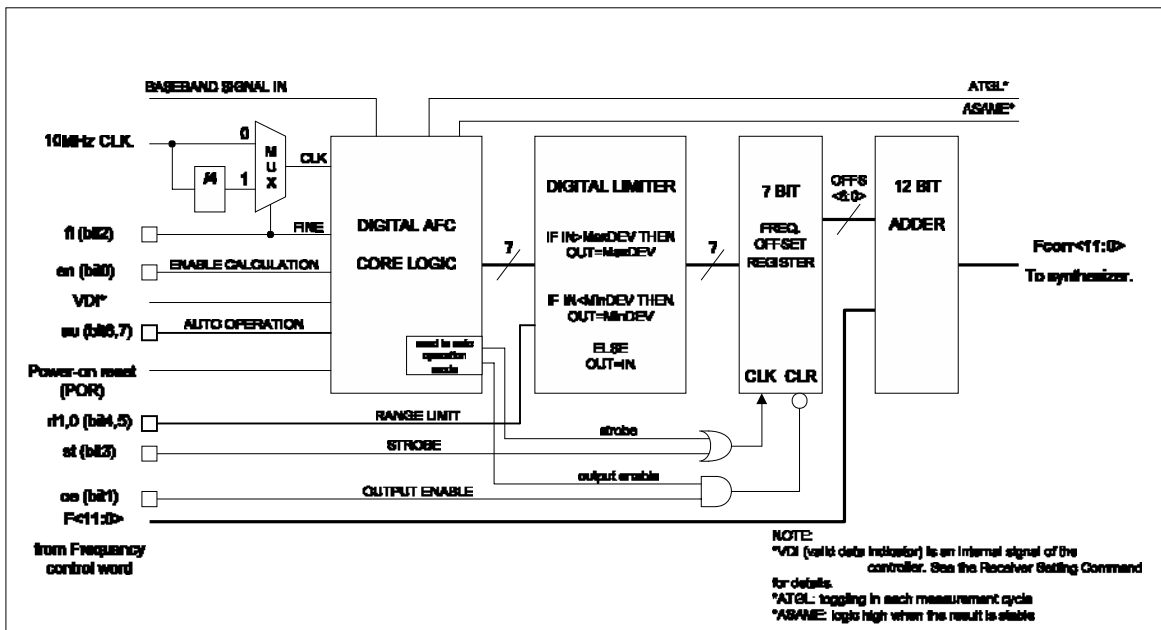 BASEBAND SIGNAL IN
ATGL*
ASAME*
10MHz CLK.
0
/4
1
MUX
CLK
fi (bit2)
FINE
en (bit0)
ENABLE CALCULATION
VDI*
au (bit6,7)
AUTO OPERATION
Power-on reset
(POR)
DIGITAL AFC
CORE LOGIC
used in auto
operation
mode
7
DIGITAL LIMITER
IF IN>MaxDEV THEN
OUT=MaxDEV
IF IN<MinDEV THEN
OUT=MinDEV
ELSE
OUT=IN
7
7 BIT
FREQ.
OFFSET
REGISTER
CLK CLR
OFFS
<6:0>
12 BIT
ADDER
Fcorr<11:0>
To synthesizer.
rl1,0 (bit4,5)
RANGE LIMIT
strobe
st (bit3)
STROBE
output enable
oe (bit1)
OUTPUT ENABLE
F<11:0>
from Frequency
control word
NOTE:
*VDI (valid data indicator) is an internal signal of the
controller. See the Receiver Setting Command
for details.
*ATGL: toggling in each measurement cycle
*ASAME: logic high when the result is stable